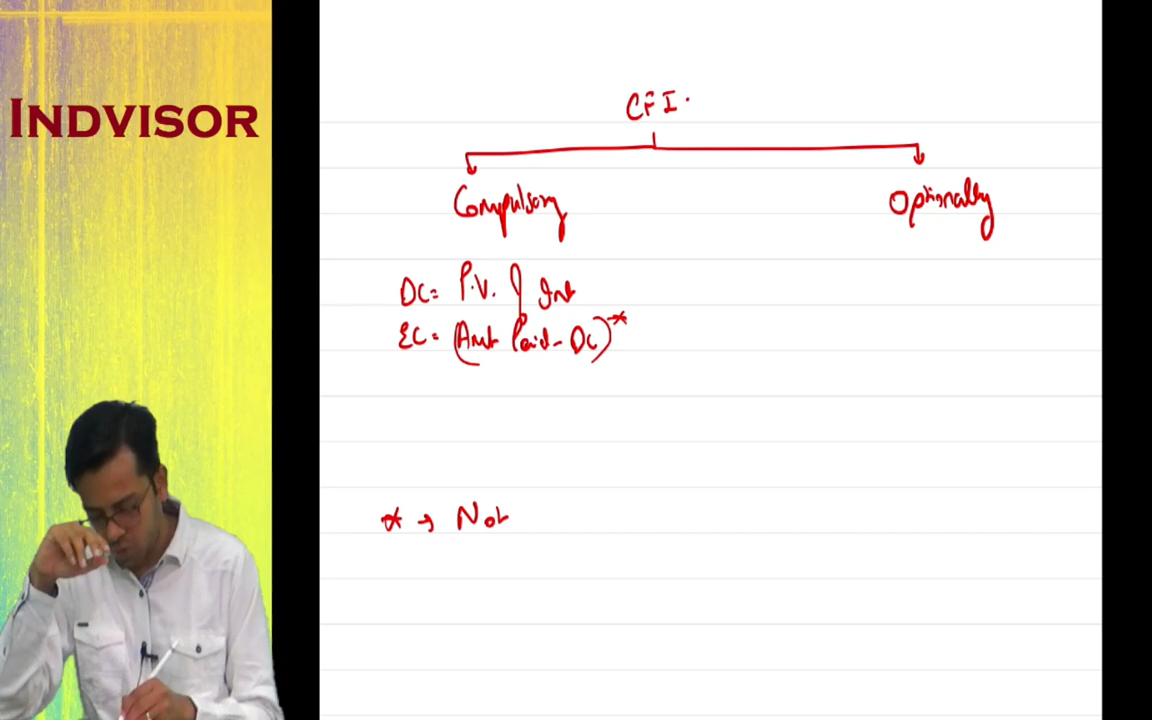 INDVISOR
CFI.
Compulsory
Optionally
DC = P.V. of Int
EC = (Amt Paid - DC)*
* → Not